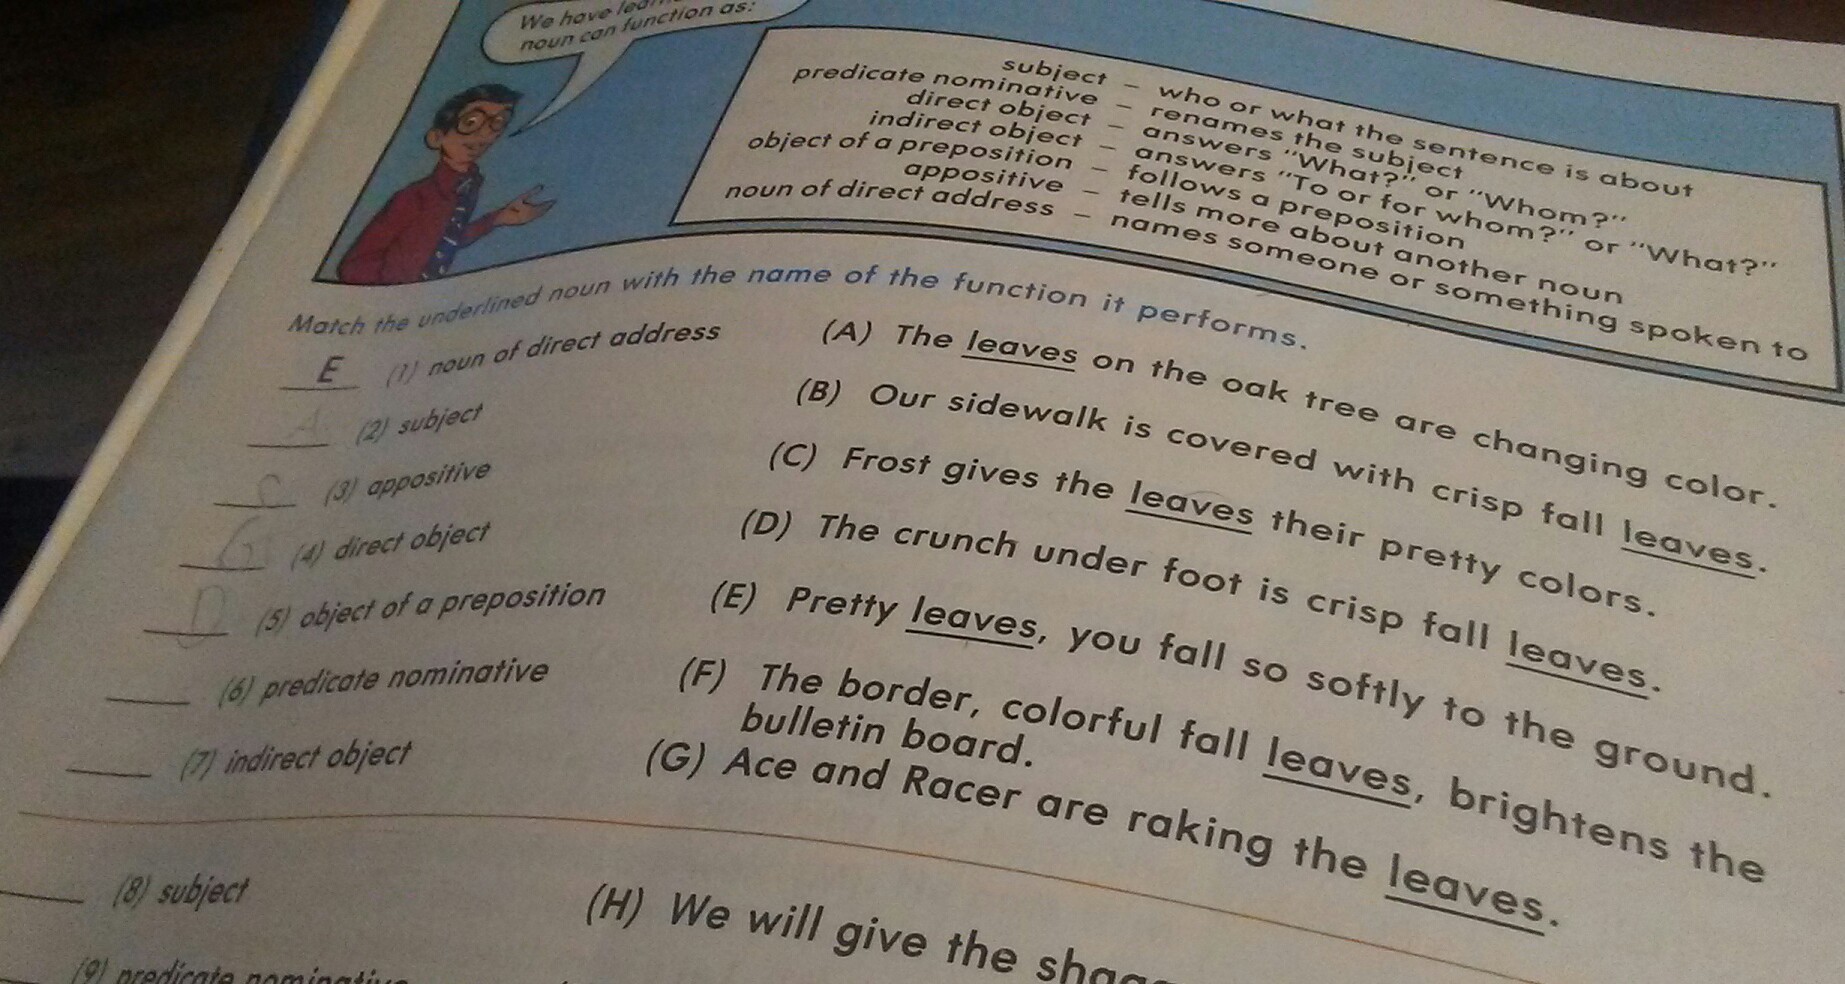 We have
noun can function as:
subject – who or what the sentence is about
predicate nominative – renames the subject
direct object – answers "What?" or "Whom?"
indirect object – answers "To or for whom?" or "What?"
object of a preposition – follows a preposition
appositive – tells more about another noun
noun of direct address – names someone or something spoken to
Match the underlined noun with the name of the function it performs.
E (1) noun of direct address
A (2) subject
C (3) appositive
G (4) direct object
D (5) object of a preposition
(6) predicate nominative
(7) indirect object
(A) The leaves on the oak tree are changing color.
(B) Our sidewalk is covered with crisp fall leaves.
(C) Frost gives the leaves their pretty colors.
(D) The crunch under foot is crisp fall leaves.
(E) Pretty leaves, you fall so softly to the ground.
(F) The border, colorful fall leaves, brightens the
bulletin board.
(G) Ace and Racer are raking the leaves.
(8) subject
(9) predicate nominative
(H) We will give the